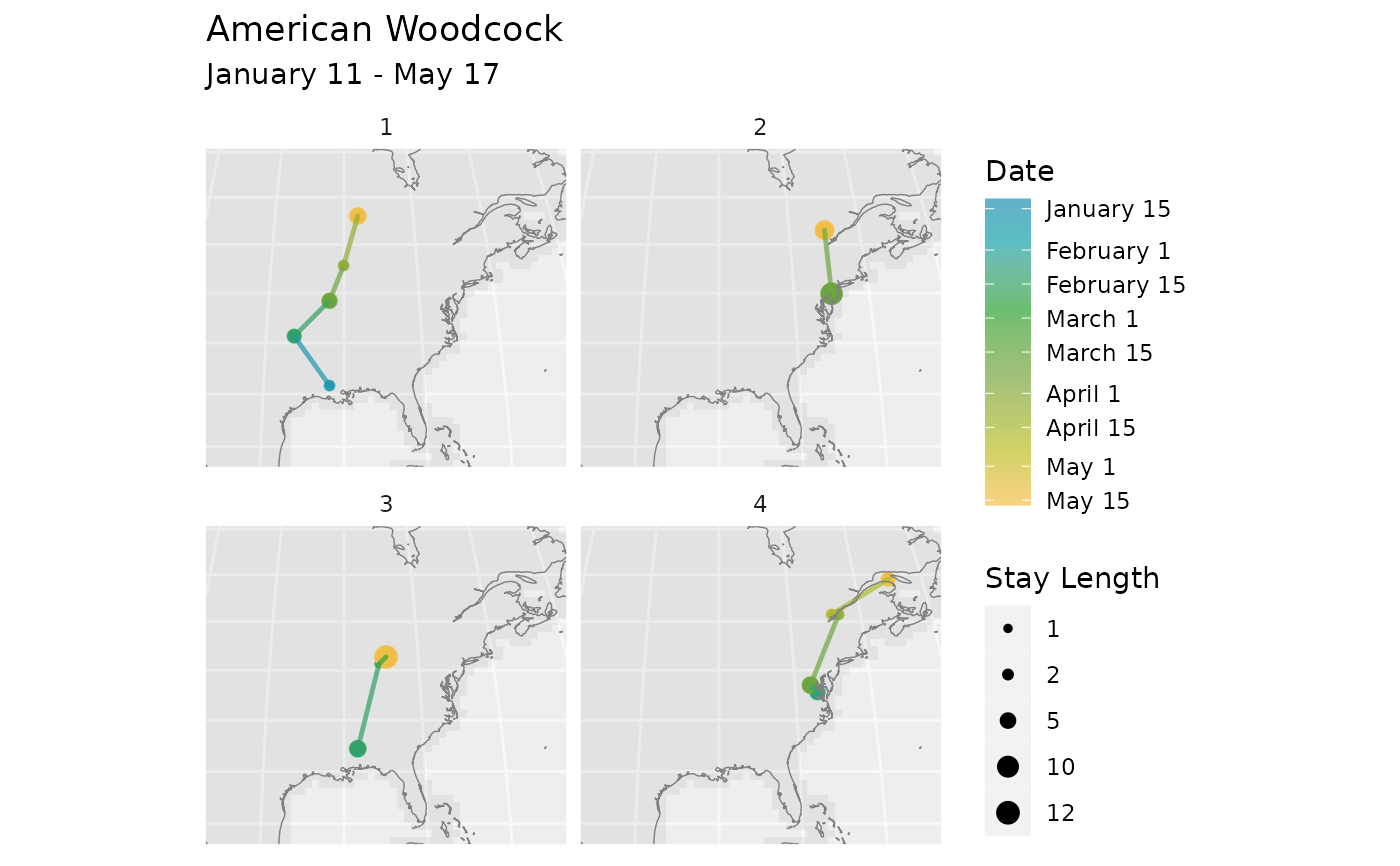 American Woodcock
January 11 - May 17
1
2
3
4
Date
January 15
February 1
February 15
March 1
March 15
April 1
April 15
May 1
May 15
Stay Length
1
2
5
10
12